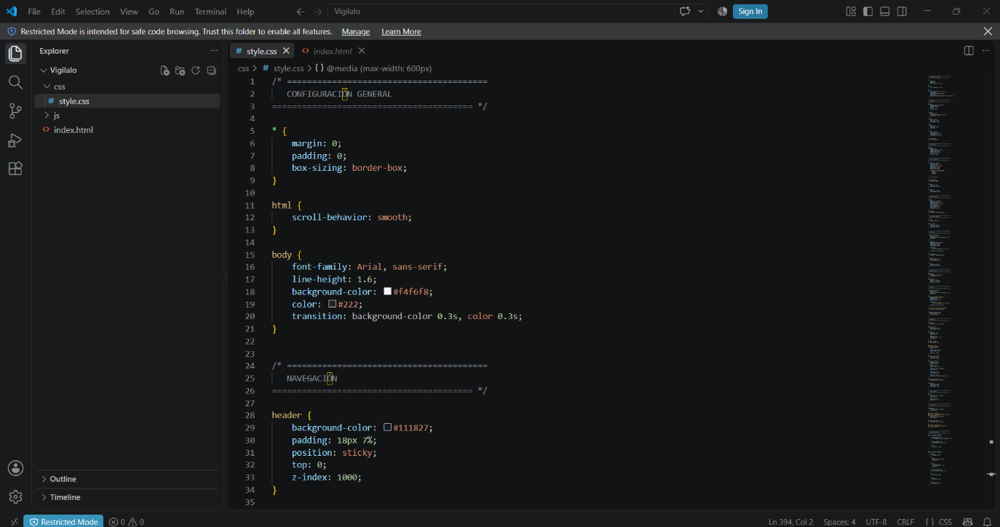 File Edit Selection View Go Run Terminal Help
Vigilalo
Sign In
Restricted Mode is intended for safe code browsing. Trust this folder to enable all features. Manage Learn More
Explorer
Vigilalo
css
# style.css
js
<> index.html
Outline
Timeline
# style.css
<> index.html
css > # style.css > {} @media (max-width: 600px)
1 /* ========================================
2 CONFIGURACIÓN GENERAL
3 ======================================== */
4
5 * {
6 margin: 0;
7 padding: 0;
8 box-sizing: border-box;
9 }
10
11 html {
12 scroll-behavior: smooth;
13 }
14
15 body {
16 font-family: Arial, sans-serif;
17 line-height: 1.6;
18 background-color: #f4f6f8;
19 color: #222;
20 transition: background-color 0.3s, color 0.3s;
21 }
22
23
24 /* ========================================
25 NAVEGACIÓN
26 ======================================== */
27
28 header {
29 background-color: #111827;
30 padding: 18px 7%;
31 position: sticky;
32 top: 0;
33 z-index: 1000;
34 }
35
Restricted Mode 0 0
Ln 394, Col 2 Spaces: 4 UTF-8 CRLF {} CSS